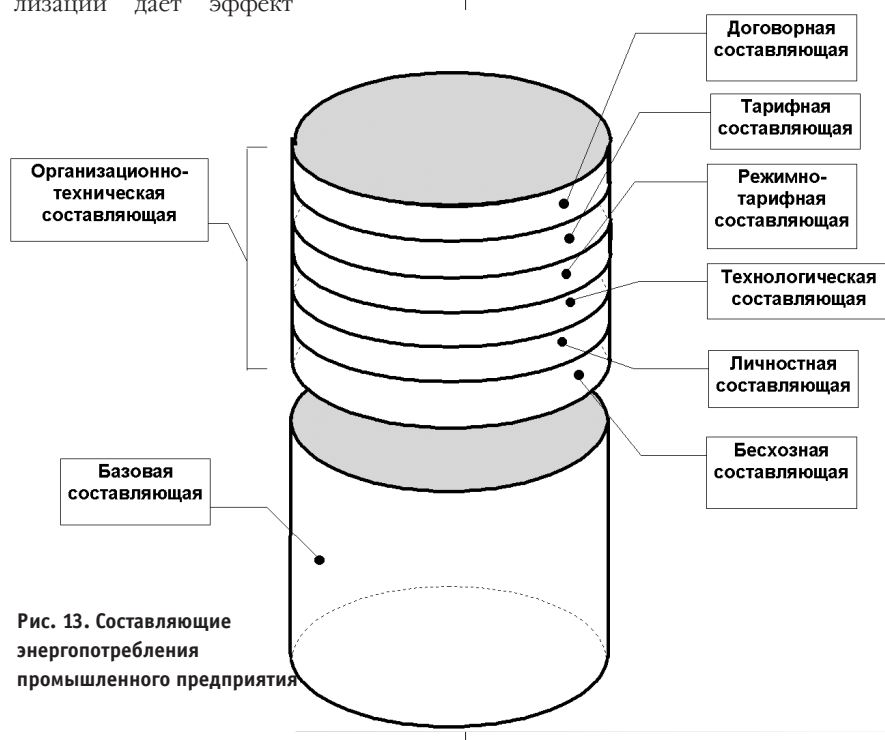 лизации дает эффект
Договорная
составляющая
Тарифная
составляющая
Организационно-
техническая
составляющая
Режимно-
тарифная
составляющая
Технологическая
составляющая
Личностная
составляющая
Бесхозная
составляющая
Базовая
составляющая
Рис. 13. Составляющие
энергопотребления
промышленного предприятия